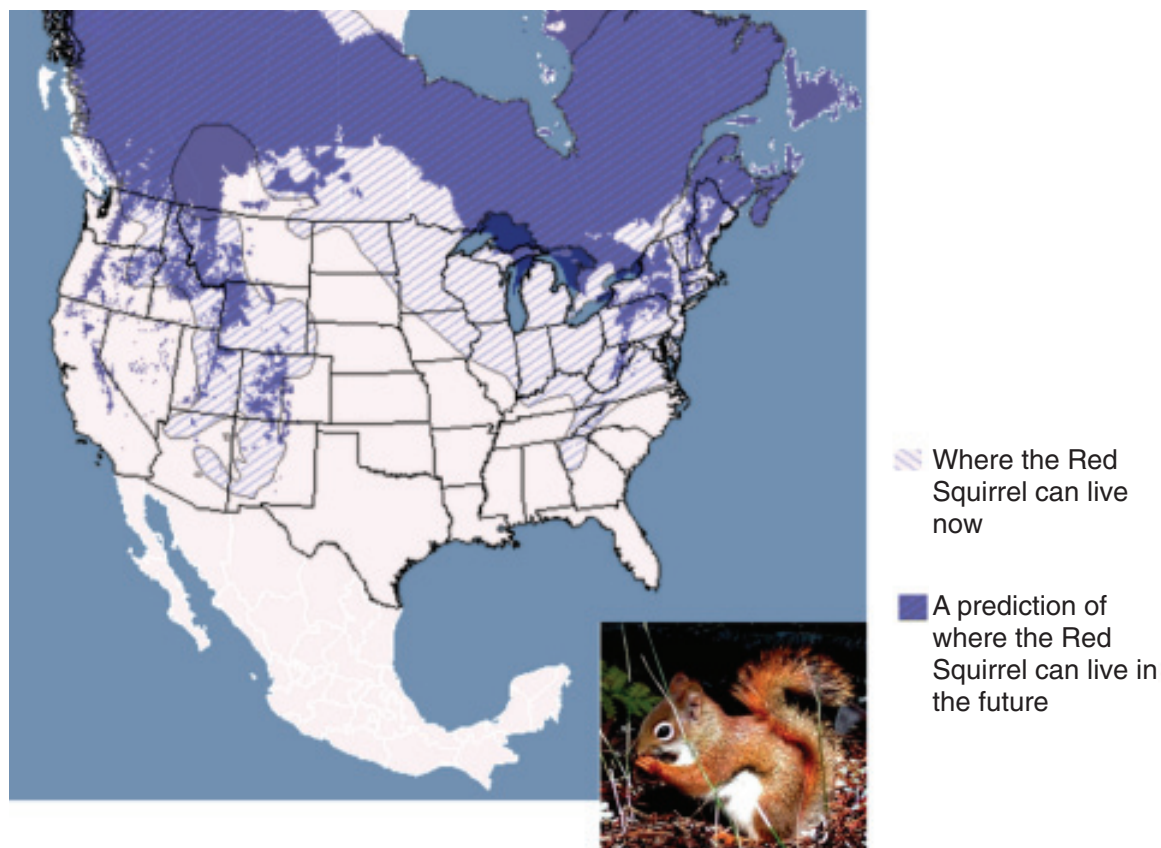 Where the Red
Squirrel can live
now
A prediction of
where the Red
Squirrel can live in
the future